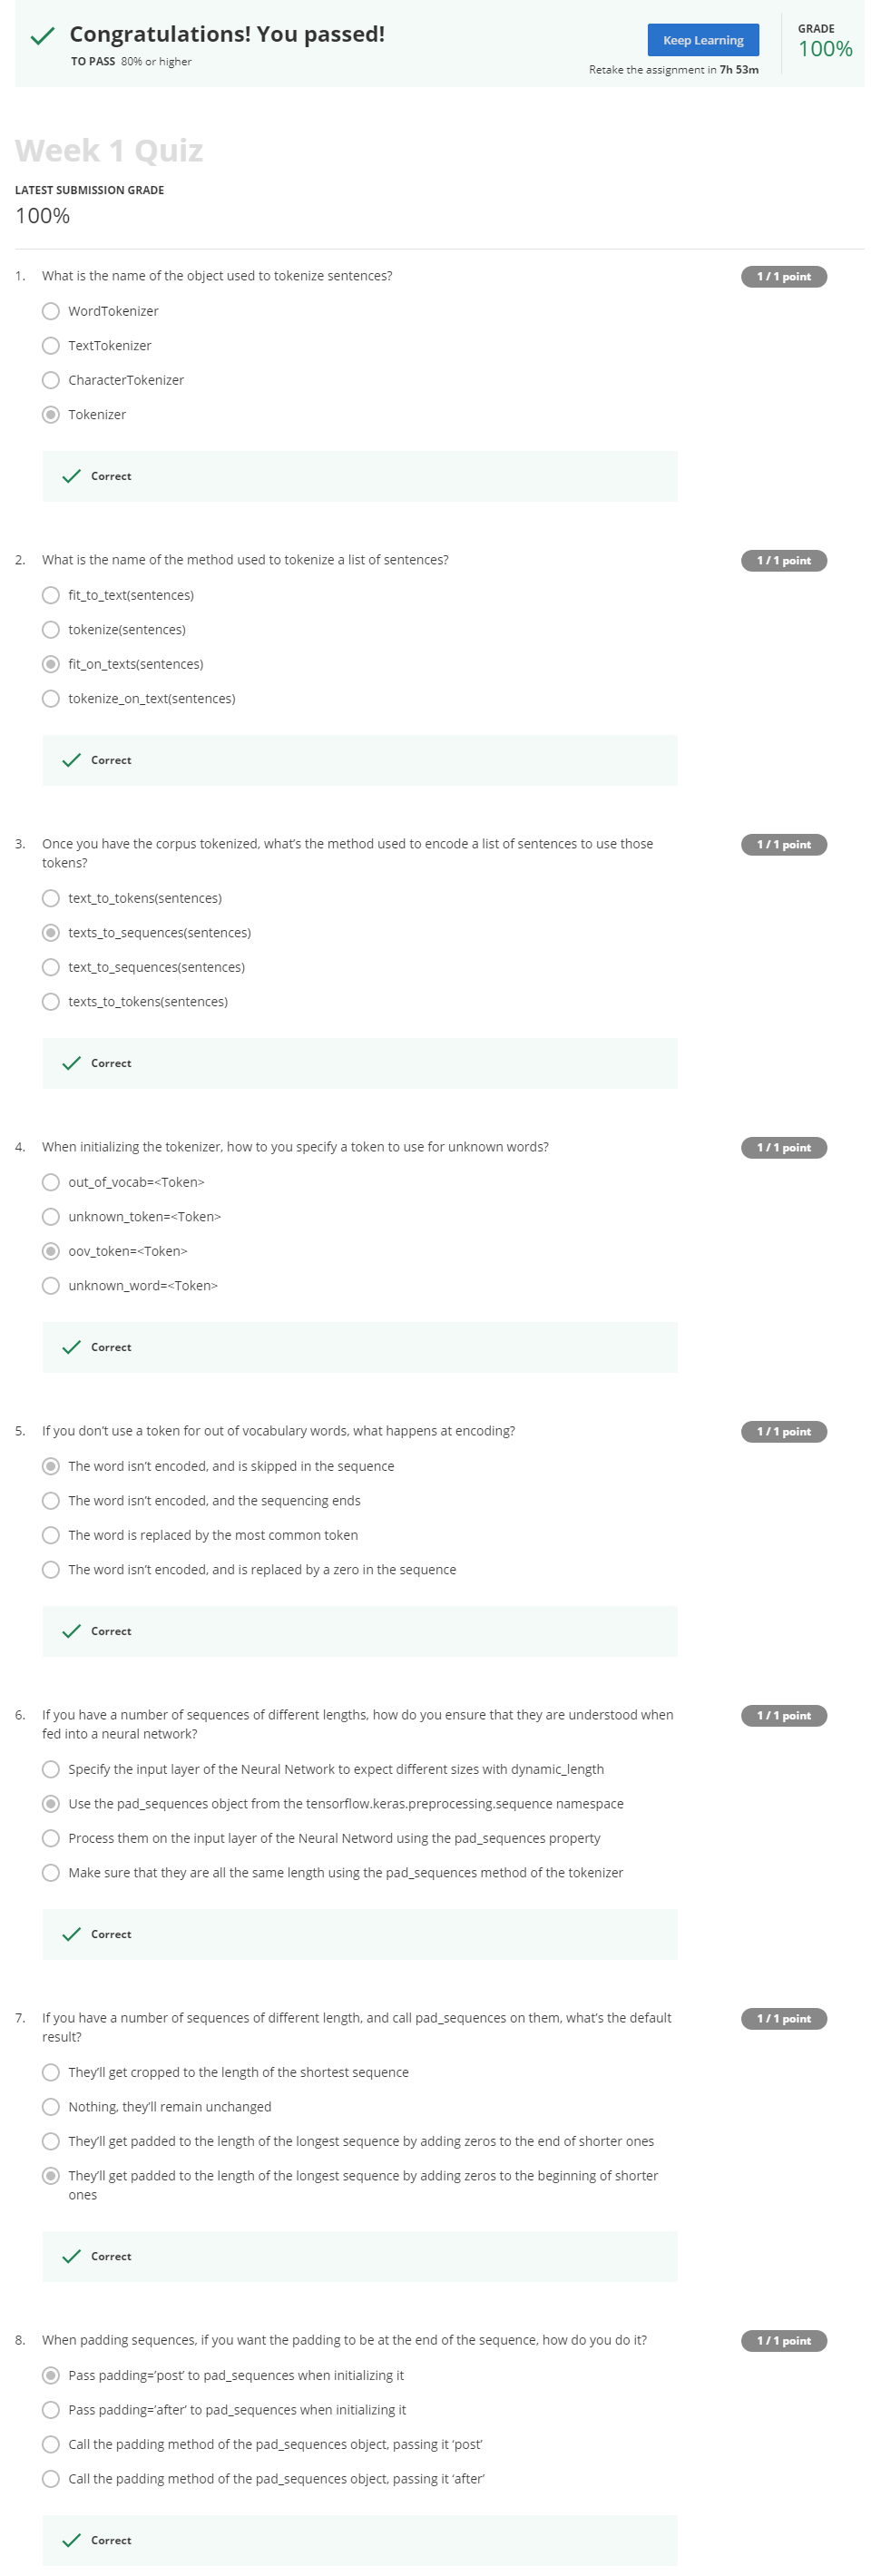 Congratulations! You passed!
TO PASS 80% or higher
Keep Learning
Retake the assignment in 7h 53m
GRADE
100%
Week 1 Quiz
LATEST SUBMISSION GRADE
100%
1. What is the name of the object used to tokenize sentences?
1 / 1 point
WordTokenizer
TextTokenizer
CharacterTokenizer
Tokenizer
Correct
2. What is the name of the method used to tokenize a list of sentences?
1 / 1 point
fit_to_text(sentences)
tokenize(sentences)
fit_on_texts(sentences)
tokenize_on_text(sentences)
Correct
3. Once you have the corpus tokenized, what’s the method used to encode a list of sentences to use those
tokens?
1 / 1 point
text_to_tokens(sentences)
texts_to_sequences(sentences)
text_to_sequences(sentences)
texts_to_tokens(sentences)
Correct
4. When initializing the tokenizer, how to you specify a token to use for unknown words?
1 / 1 point
out_of_vocab=<Token>
unknown_token=<Token>
oov_token=<Token>
unknown_word=<Token>
Correct
5. If you don’t use a token for out of vocabulary words, what happens at encoding?
1 / 1 point
The word isn’t encoded, and is skipped in the sequence
The word isn’t encoded, and the sequencing ends
The word is replaced by the most common token
The word isn’t encoded, and is replaced by a zero in the sequence
Correct
6. If you have a number of sequences of different lengths, how do you ensure that they are understood when
fed into a neural network?
1 / 1 point
Specify the input layer of the Neural Network to expect different sizes with dynamic_length
Use the pad_sequences object from the tensorflow.keras.preprocessing.sequence namespace
Process them on the input layer of the Neural Netword using the pad_sequences property
Make sure that they are all the same length using the pad_sequences method of the tokenizer
Correct
7. If you have a number of sequences of different length, and call pad_sequences on them, what’s the default
result?
1 / 1 point
They’ll get cropped to the length of the shortest sequence
Nothing, they’ll remain unchanged
They’ll get padded to the length of the longest sequence by adding zeros to the end of shorter ones
They’ll get padded to the length of the longest sequence by adding zeros to the beginning of shorter
ones
Correct
8. When padding sequences, if you want the padding to be at the end of the sequence, how do you do it?
1 / 1 point
Pass padding=’post’ to pad_sequences when initializing it
Pass padding=’after’ to pad_sequences when initializing it
Call the padding method of the pad_sequences object, passing it ‘post’
Call the padding method of the pad_sequences object, passing it ‘after’
Correct